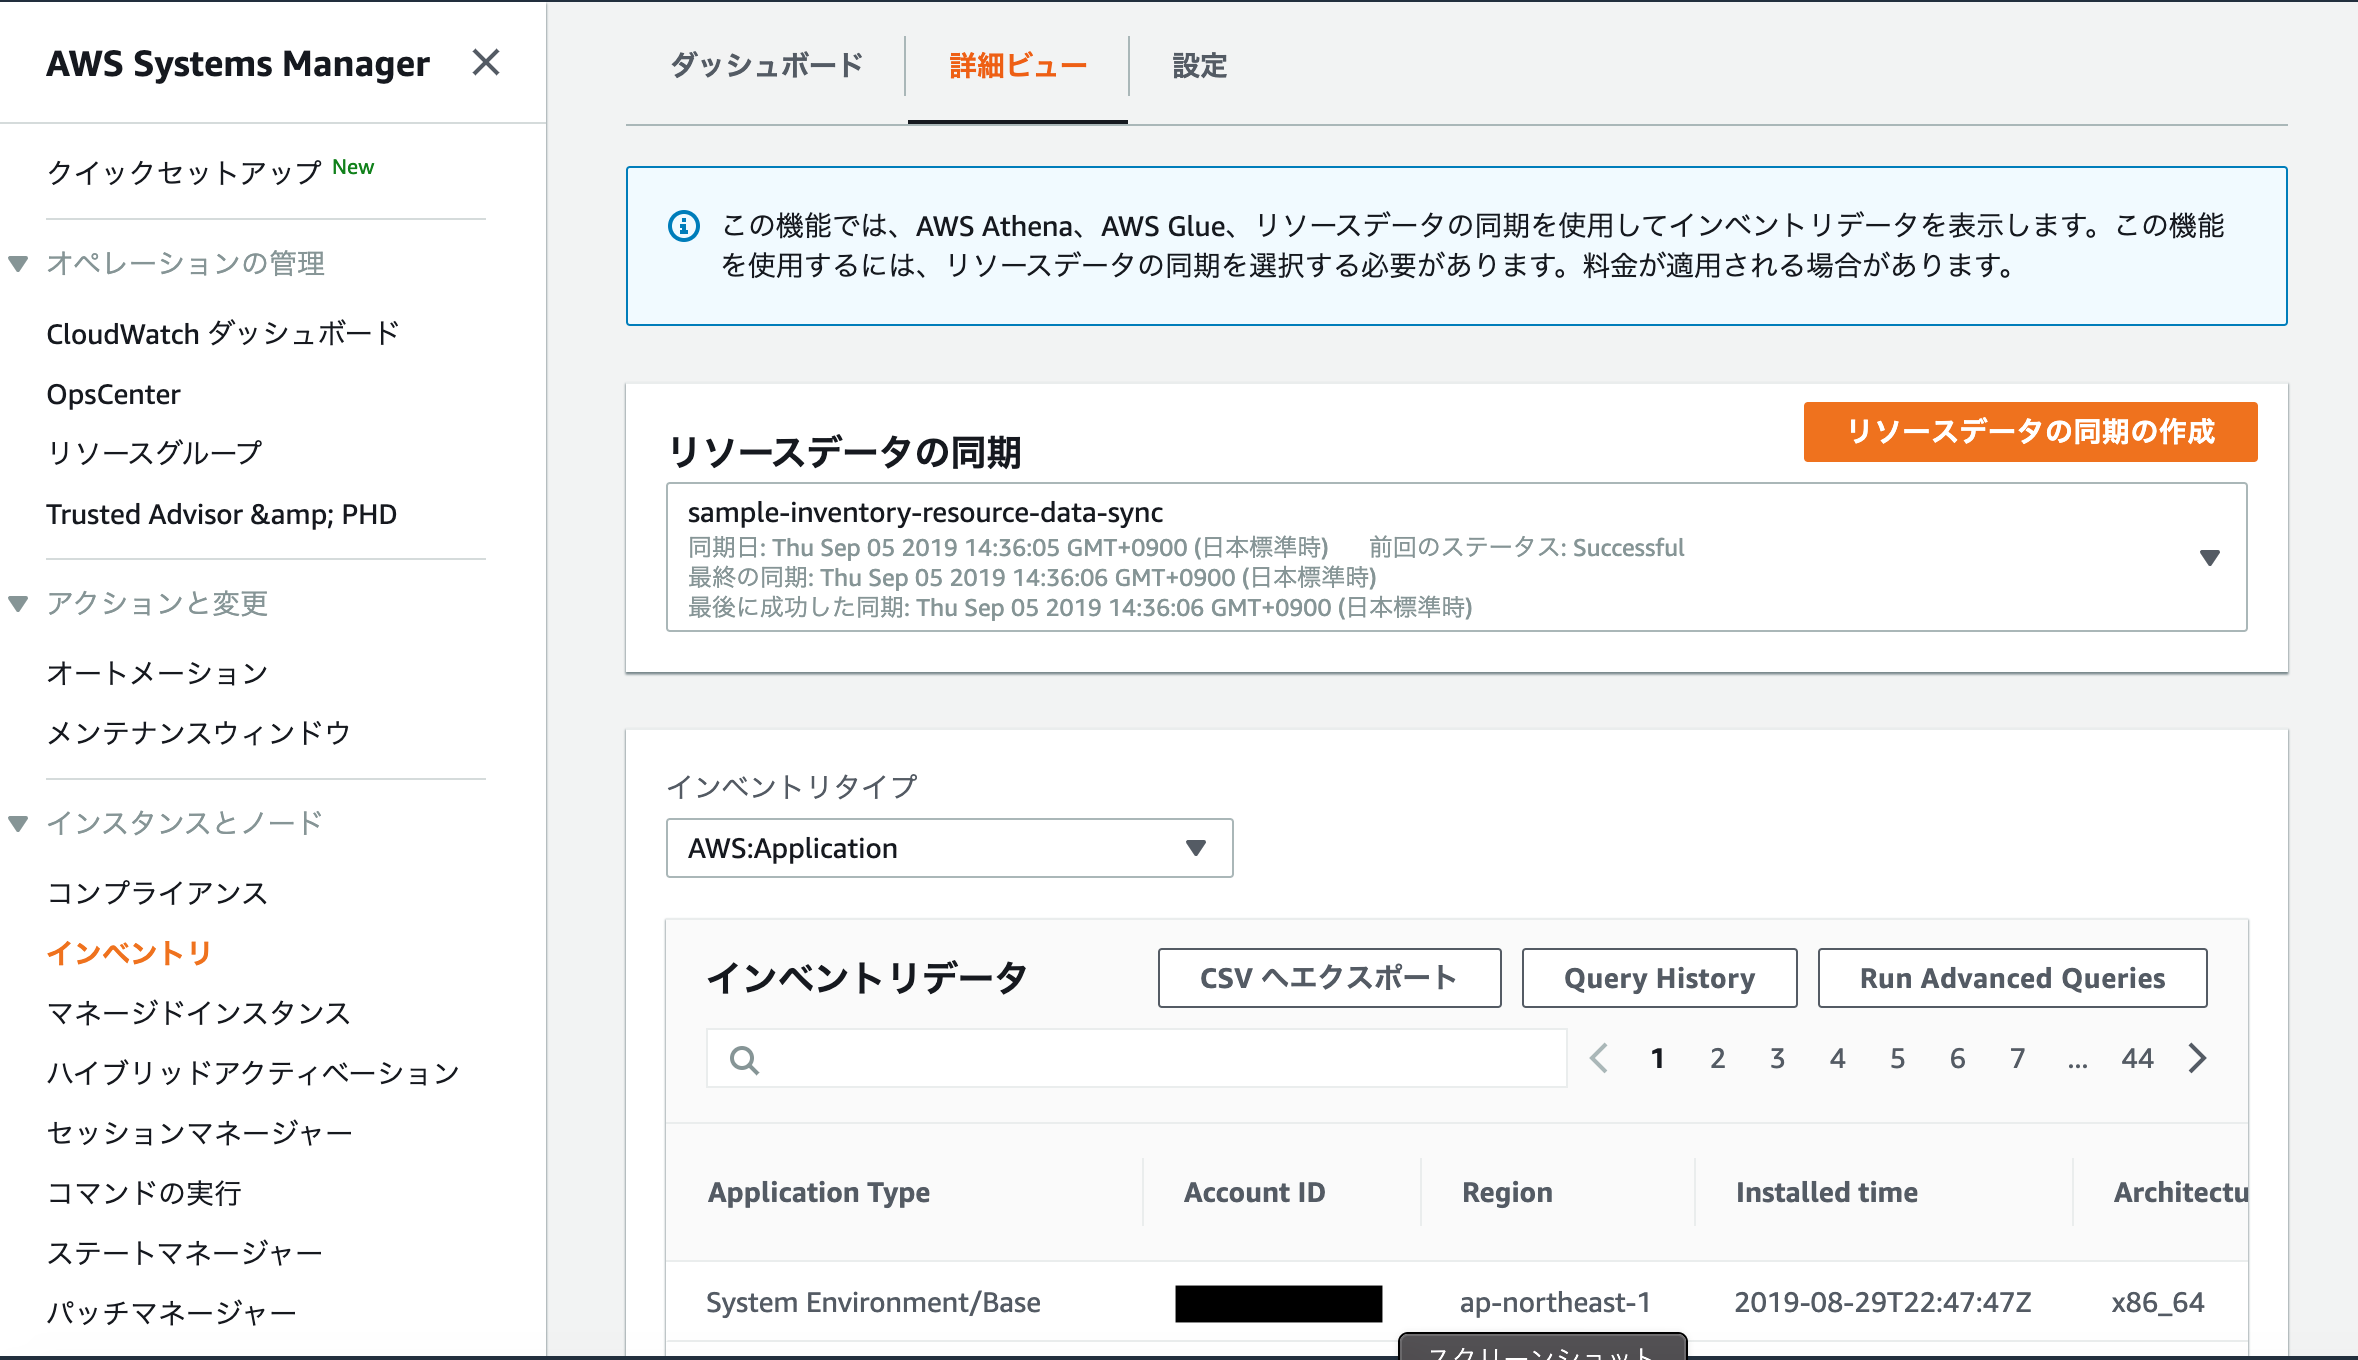 AWS Systems Manager
クイックセットアップ New
オペレーションの管理
CloudWatch ダッシュボード
OpsCenter
リソースグループ
Trusted Advisor &amp; PHD
アクションと変更
オートメーション
メンテナンスウィンドウ
インスタンスとノード
コンプライアンス
インベントリ
マネージドインスタンス
ハイブリッドアクティベーション
セッションマネージャー
コマンドの実行
ステートマネージャー
パッチマネージャー
ダッシュボード 詳細ビュー 設定
この機能では、AWS Athena、AWS Glue、リソースデータの同期を使用してインベントリデータを表示します。この機能
を使用するには、リソースデータの同期を選択する必要があります。料金が適用される場合があります。
リソースデータの同期
リソースデータの同期の作成
sample-inventory-resource-data-sync
同期日: Thu Sep 05 2019 14:36:05 GMT+0900 (日本標準時) 前回のステータス: Successful
最終の同期: Thu Sep 05 2019 14:36:06 GMT+0900 (日本標準時)
最後に成功した同期: Thu Sep 05 2019 14:36:06 GMT+0900 (日本標準時)
インベントリタイプ
AWS:Application
インベントリデータ
CSV へエクスポート Query History Run Advanced Queries
1 2 3 4 5 6 7 ... 44
Application Type Account ID Region Installed time Architectu
System Environment/Base ap-northeast-1 2019-08-29T22:47:47Z x86_64
スクリーンショット